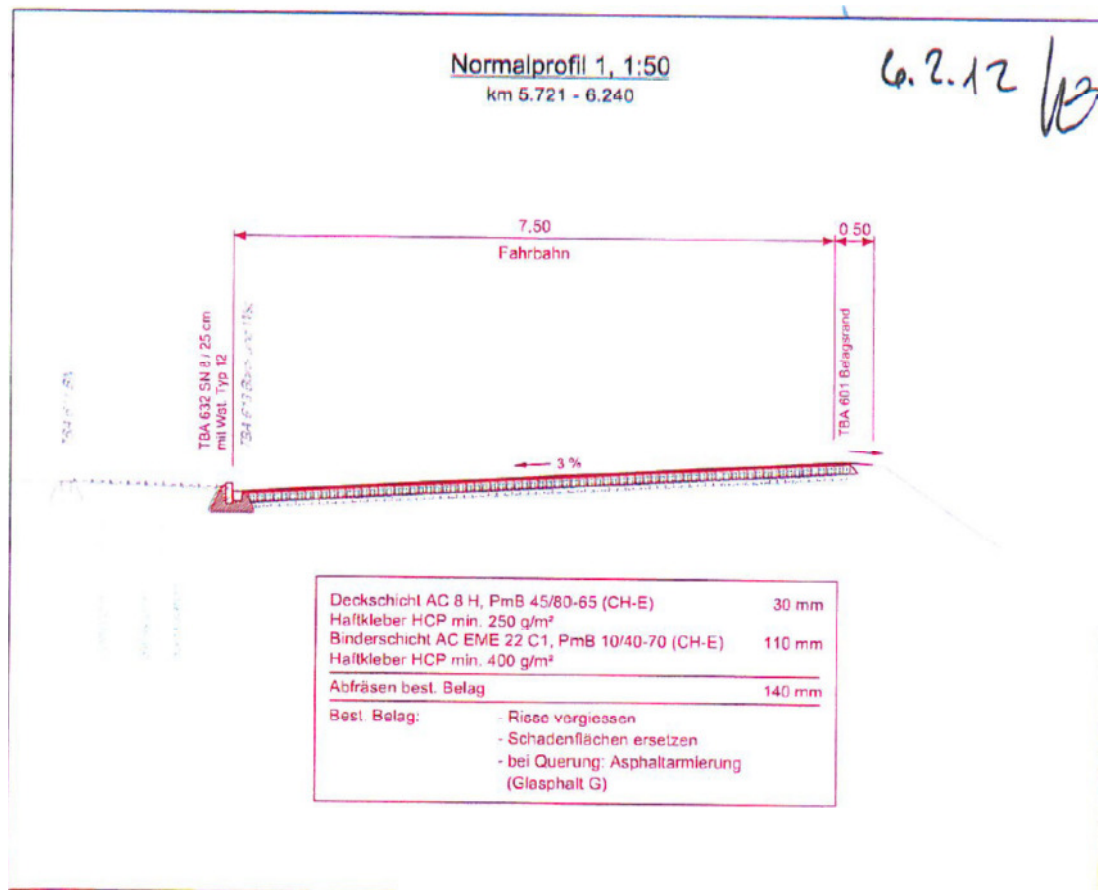 Normalprofil 1, 1:50
km 5.721 - 6.240
6.2.12
7.50
0.50
Fahrbahn
TBA 632 SN 8 / 25 cm
mit Wst. Typ 12
TBA 601 Belagsrand
3 %
Deckschicht AC 8 H, PmB 45/80-65 (CH-E) 30 mm
Haftkleber HCP min. 250 g/m²
Binderschicht AC EME 22 C1, PmB 10/40-70 (CH-E) 110 mm
Haftkleber HCP min. 400 g/m²
Abfräsen best. Belag 140 mm
Best. Belag: - Risse vergiessen
- Schadenflächen ersetzen
- bei Querung: Asphaltarmierung
(Glasphalt G)